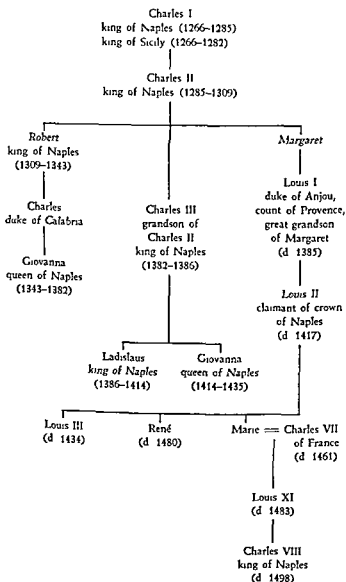 Charles I
king of Naples (1266–1285)
king of Sicily (1266–1282)
Charles II
king of Naples (1285–1309)
Robert
king of Naples
(1309–1343)
Charles
duke of Calabria
Giovanna
queen of Naples
(1343–1382)
Charles III
grandson of
Charles II
king of Naples
(1382–1386)
Ladislaus
king of Naples
(1386–1414)
Giovanna
queen of Naples
(1414–1435)
Margaret
Louis I
duke of Anjou,
count of Provence,
great grandson
of Margaret
(d 1385)
Louis II
claimant of crown
of Naples
(d 1417)
Louis III
(d 1434)
René
(d 1480)
Marie == Charles VII
of France
(d 1461)
Louis XI
(d 1483)
Charles VIII
king of Naples
(d 1498)